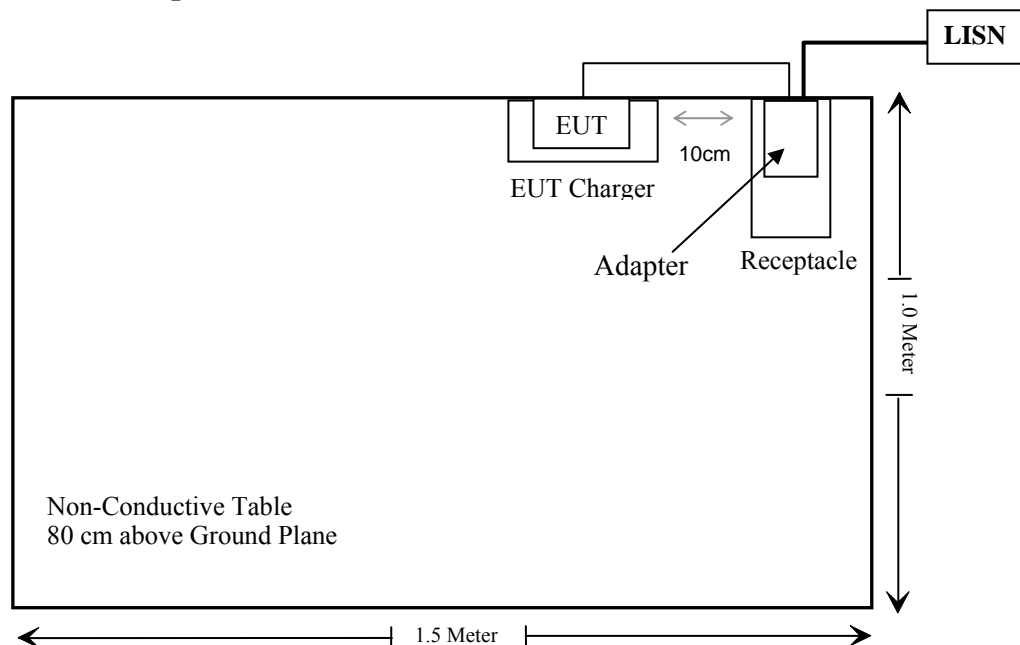 LISN
EUT
10cm
EUT Charger
Adapter
Receptacle
1.0 Meter
Non-Conductive Table
80 cm above Ground Plane
1.5 Meter